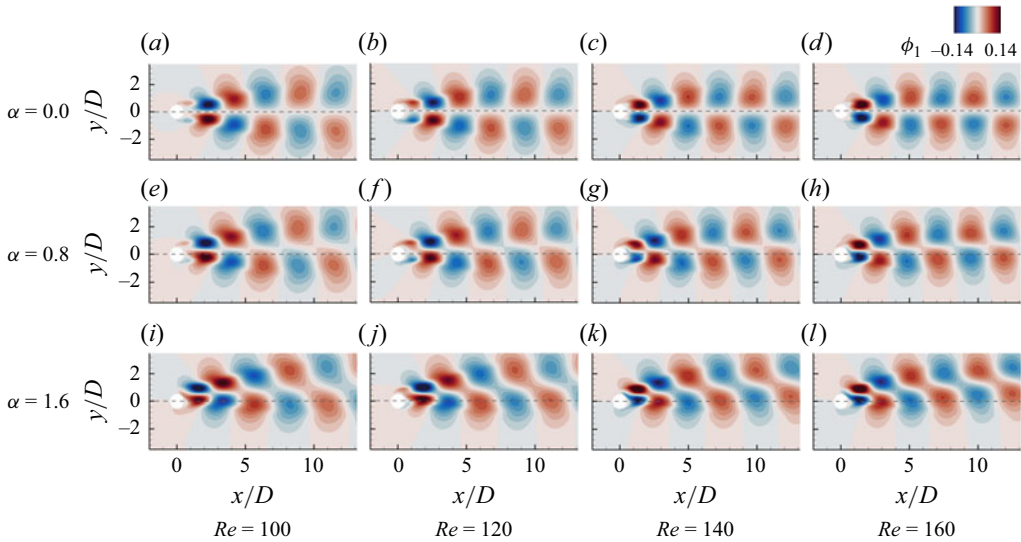 ϕ₁ −0.14 0.14
(a) (b) (c) (d)
α = 0.0 y/D 2 0 −2
(e) (f) (g) (h)
α = 0.8 y/D 2 0 −2
(i) (j) (k) (l)
α = 1.6 y/D 2 0 −2
0 5 10 0 5 10 0 5 10 0 5 10
x/D x/D x/D x/D
Re = 100 Re = 120 Re = 140 Re = 160